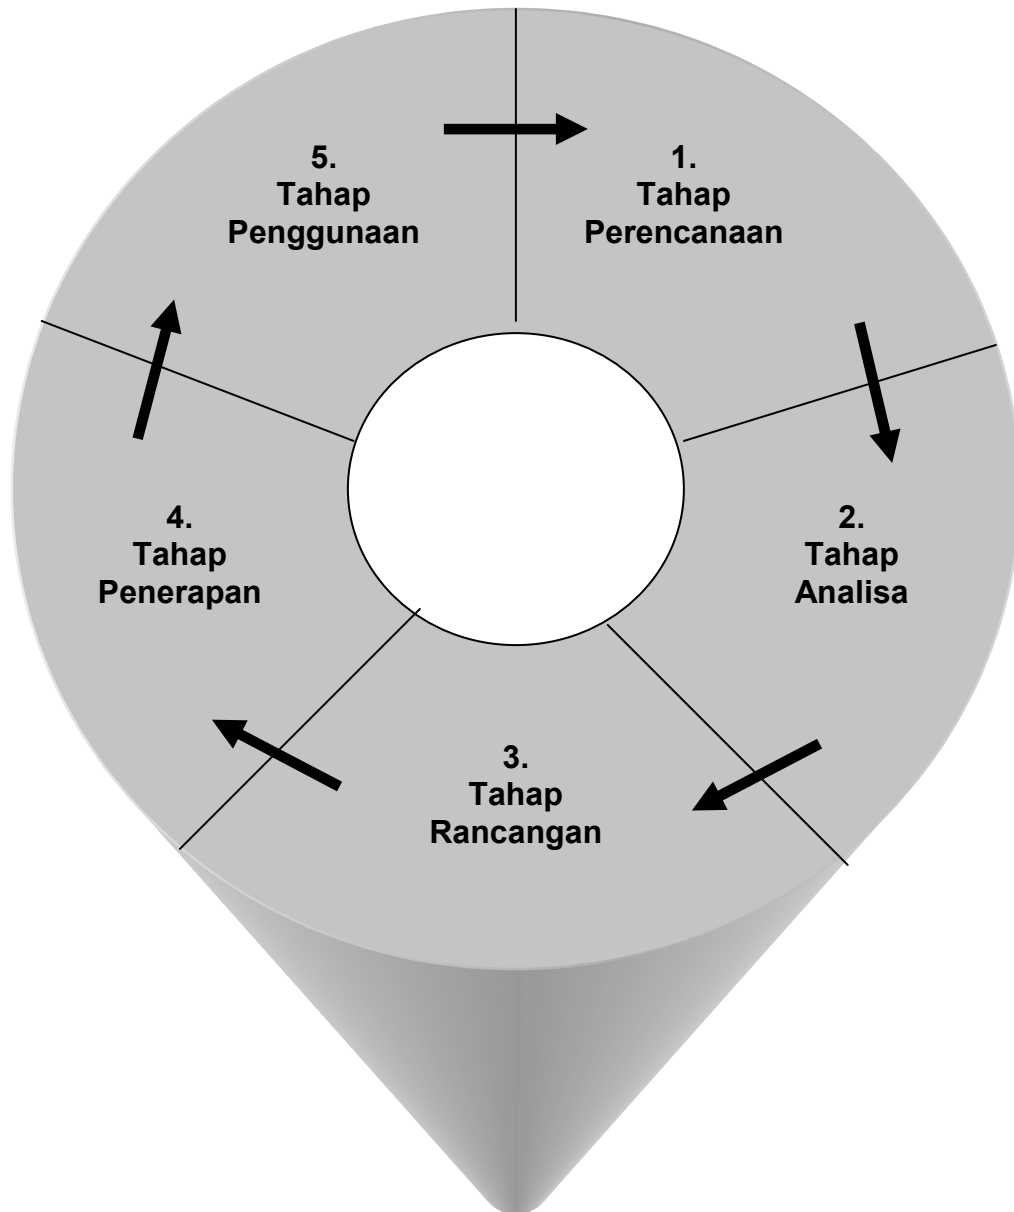 1.
Tahap
Perencanaan
2.
Tahap
Analisa
3.
Tahap
Rancangan
4.
Tahap
Penerapan
5.
Tahap
Penggunaan